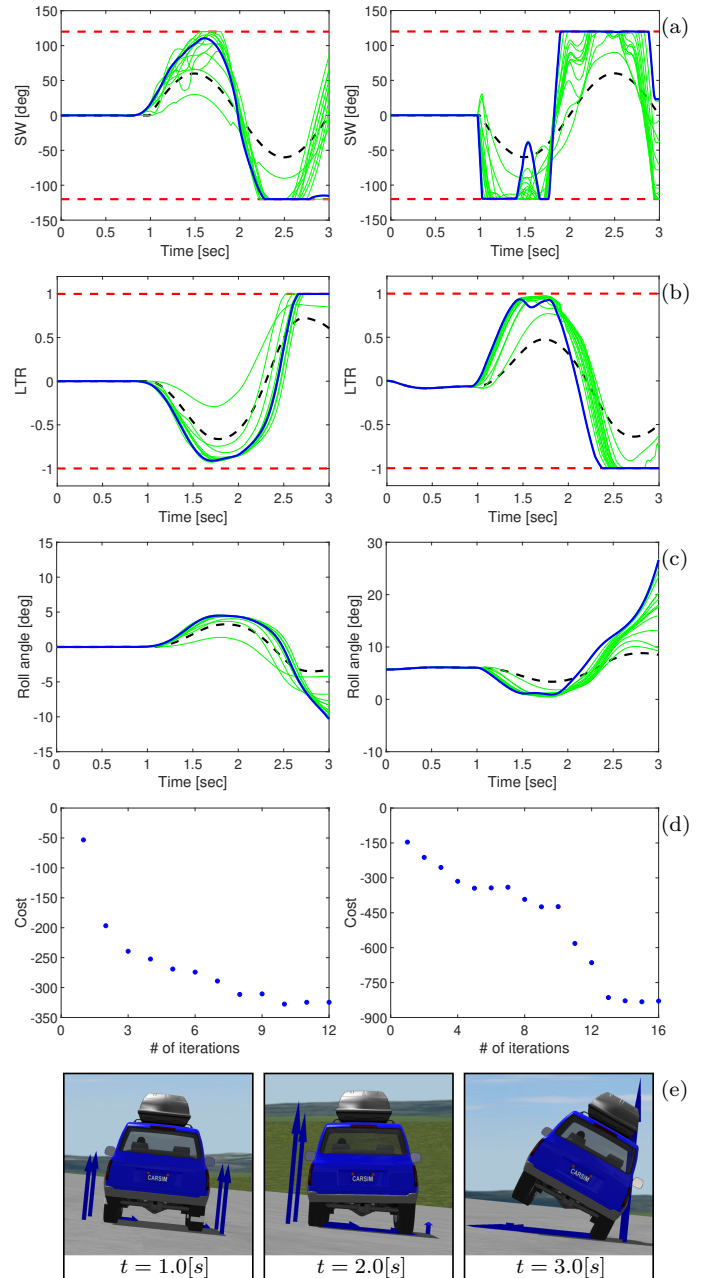 150
100
50
0
-50
-100
-150
SW [deg]
0 0.5 1 1.5 2 2.5 3
Time [sec]
150
100
50
0
-50
-100
-150
SW [deg]
0 0.5 1 1.5 2 2.5 3
Time [sec]
(a)
1
0.5
0
-0.5
-1
LTR
0 0.5 1 1.5 2 2.5 3
Time [sec]
1
0.5
0
-0.5
-1
LTR
0 0.5 1 1.5 2 2.5 3
Time [sec]
(b)
15
10
5
0
-5
-10
-15
Roll angle [deg]
0 0.5 1 1.5 2 2.5 3
Time [sec]
30
20
10
0
-10
Roll angle [deg]
0 0.5 1 1.5 2 2.5 3
Time [sec]
(c)
0
-50
-100
-150
-200
-250
-300
-350
Cost
0 3 6 9 12
# of iterations
0
-150
-300
-450
-600
-750
-900
Cost
0 4 8 12 16
# of iterations
(d)
CARSIM
CARSIM
CARSIM
(e)
t = 1.0[s]
t = 2.0[s]
t = 3.0[s]